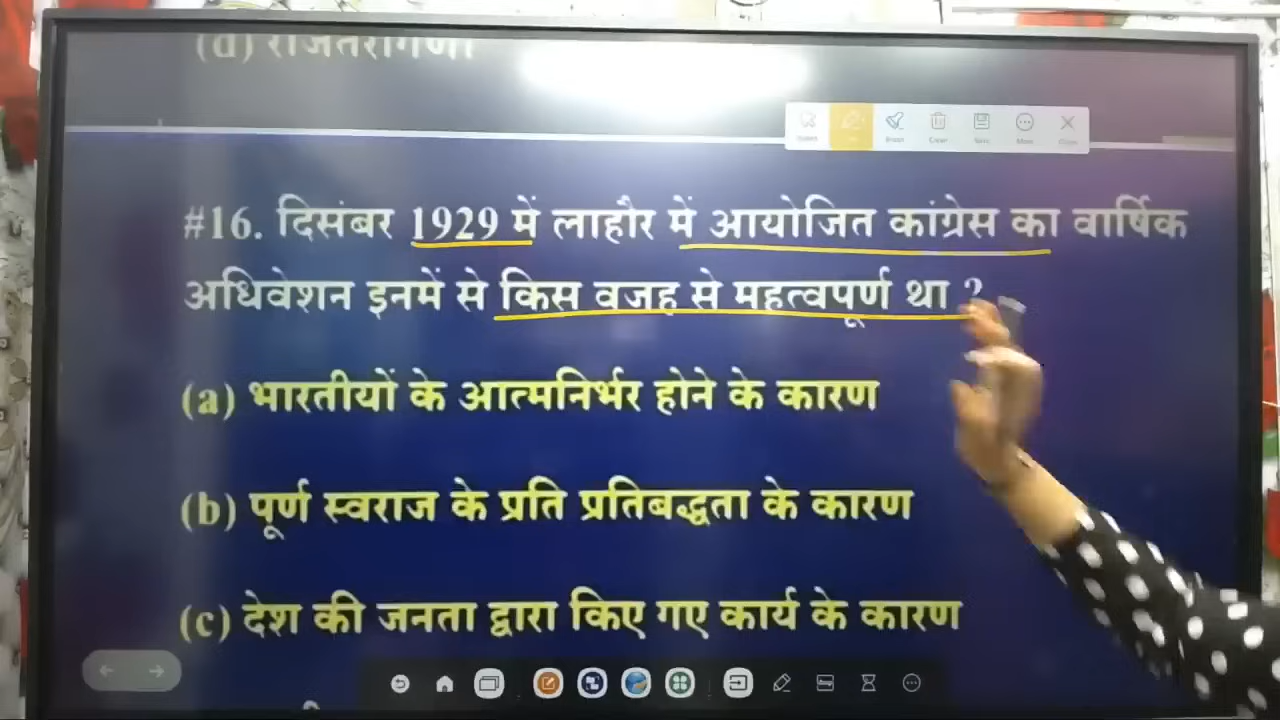 (d) राजतरंगिणी
#16. दिसंबर 1929 में लाहौर में आयोजित कांग्रेस का वार्षिक
अधिवेशन इनमें से किस वजह से महत्वपूर्ण था ?
(a) भारतीयों के आत्मनिर्भर होने के कारण
(b) पूर्ण स्वराज के प्रति प्रतिबद्धता के कारण
(c) देश की जनता द्वारा किए गए कार्य के कारण